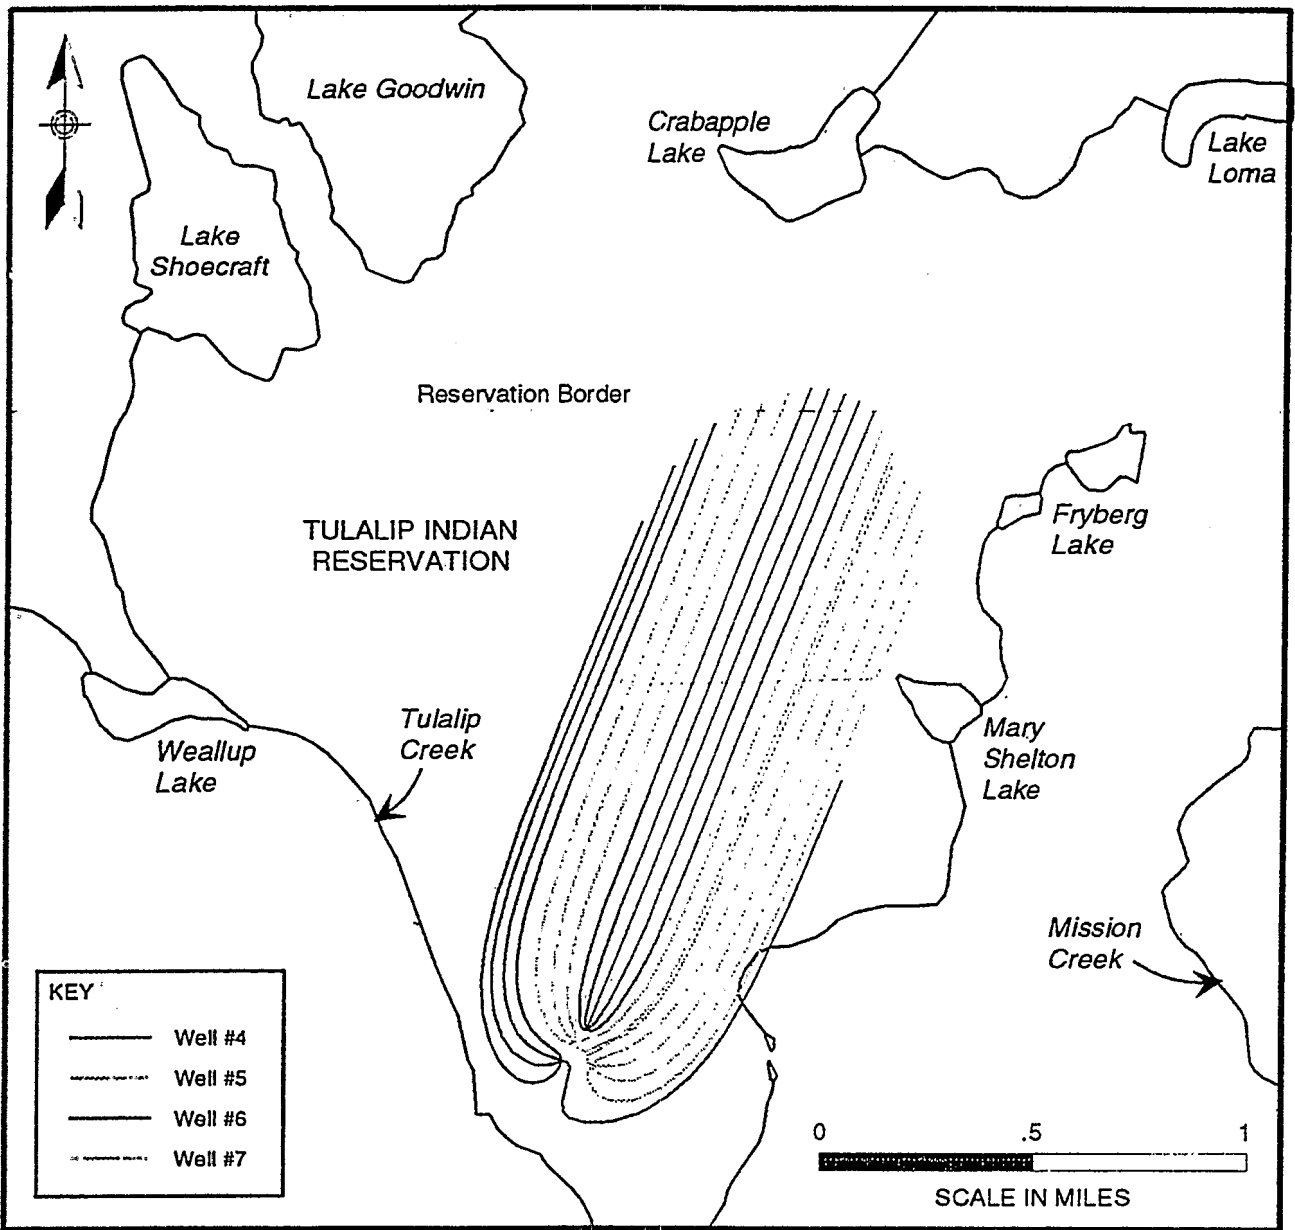 Lake Goodwin
Crabapple
Lake
Lake
Loma
Lake
Shoecraft
Reservation Border
TULALIP INDIAN
RESERVATION
Fryberg
Lake
Tulalip
Creek
Weallup
Lake
Mary
Shelton
Lake
Mission
Creek
KEY
Well #4
Well #5
Well #6
Well #7
0 .5 1
SCALE IN MILES